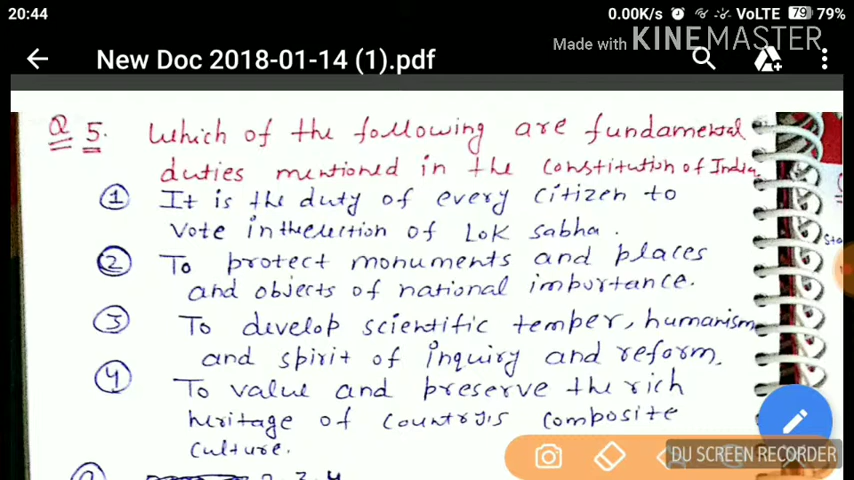 20:44
0.00K/s VoLTE 79 79%
Made with KINEMASTER
New Doc 2018-01-14 (1).pdf
Q 5. Which of the following are fundamental
duties mentioned in the Constitution of India
1 It is the duty of every citizen to
vote in the election of Lok sabha.
2 To protect monuments and places
and objects of national importance.
3 To develop scientific temper, humanism
and spirit of inquiry and reform.
4 To value and preserve the rich
heritage of country's composite
culture.
2, 3, 4
DU SCREEN RECORDER